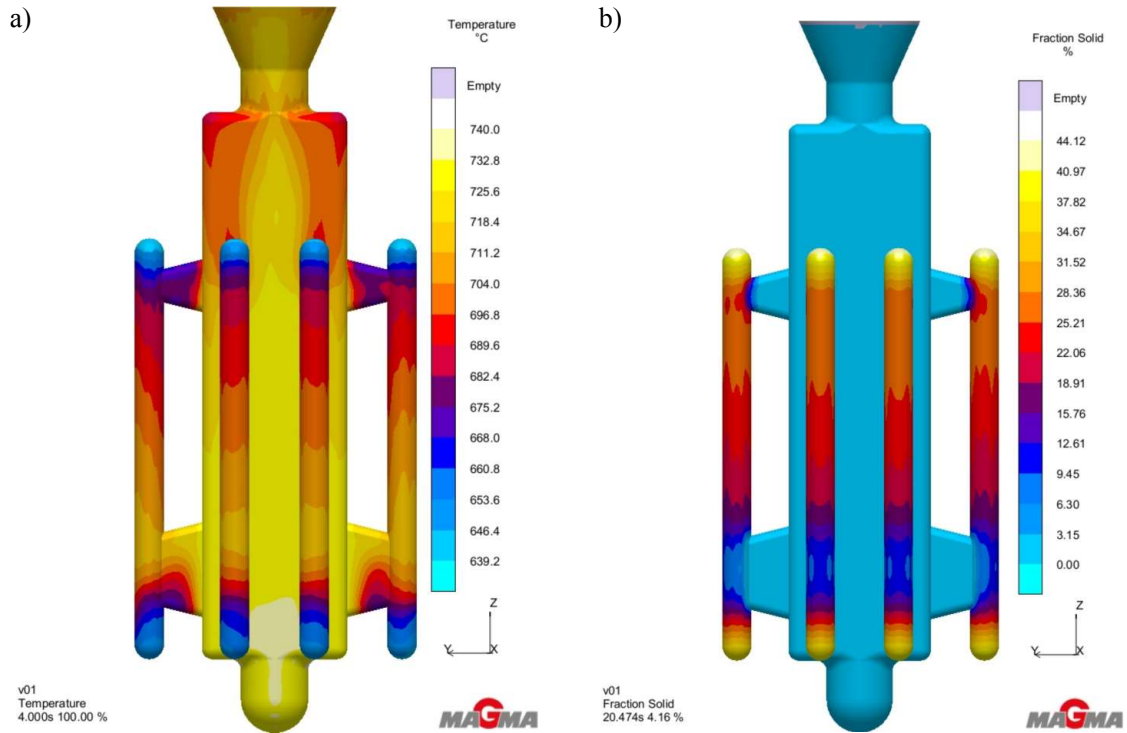 a)
Temperature
°C
Empty
740.0
732.8
725.6
718.4
711.2
704.0
696.8
689.6
682.4
675.2
668.0
660.8
653.6
646.4
639.2
Z
Y
X
v01
Temperature
4.000s 100.00 %
MAGMA
b)
Fraction Solid
%
Empty
44.12
40.97
37.82
34.67
31.52
28.36
25.21
22.06
18.91
15.76
12.61
9.45
6.30
3.15
0.00
Z
Y
X
v01
Fraction Solid
20.474s 4.16 %
MAGMA